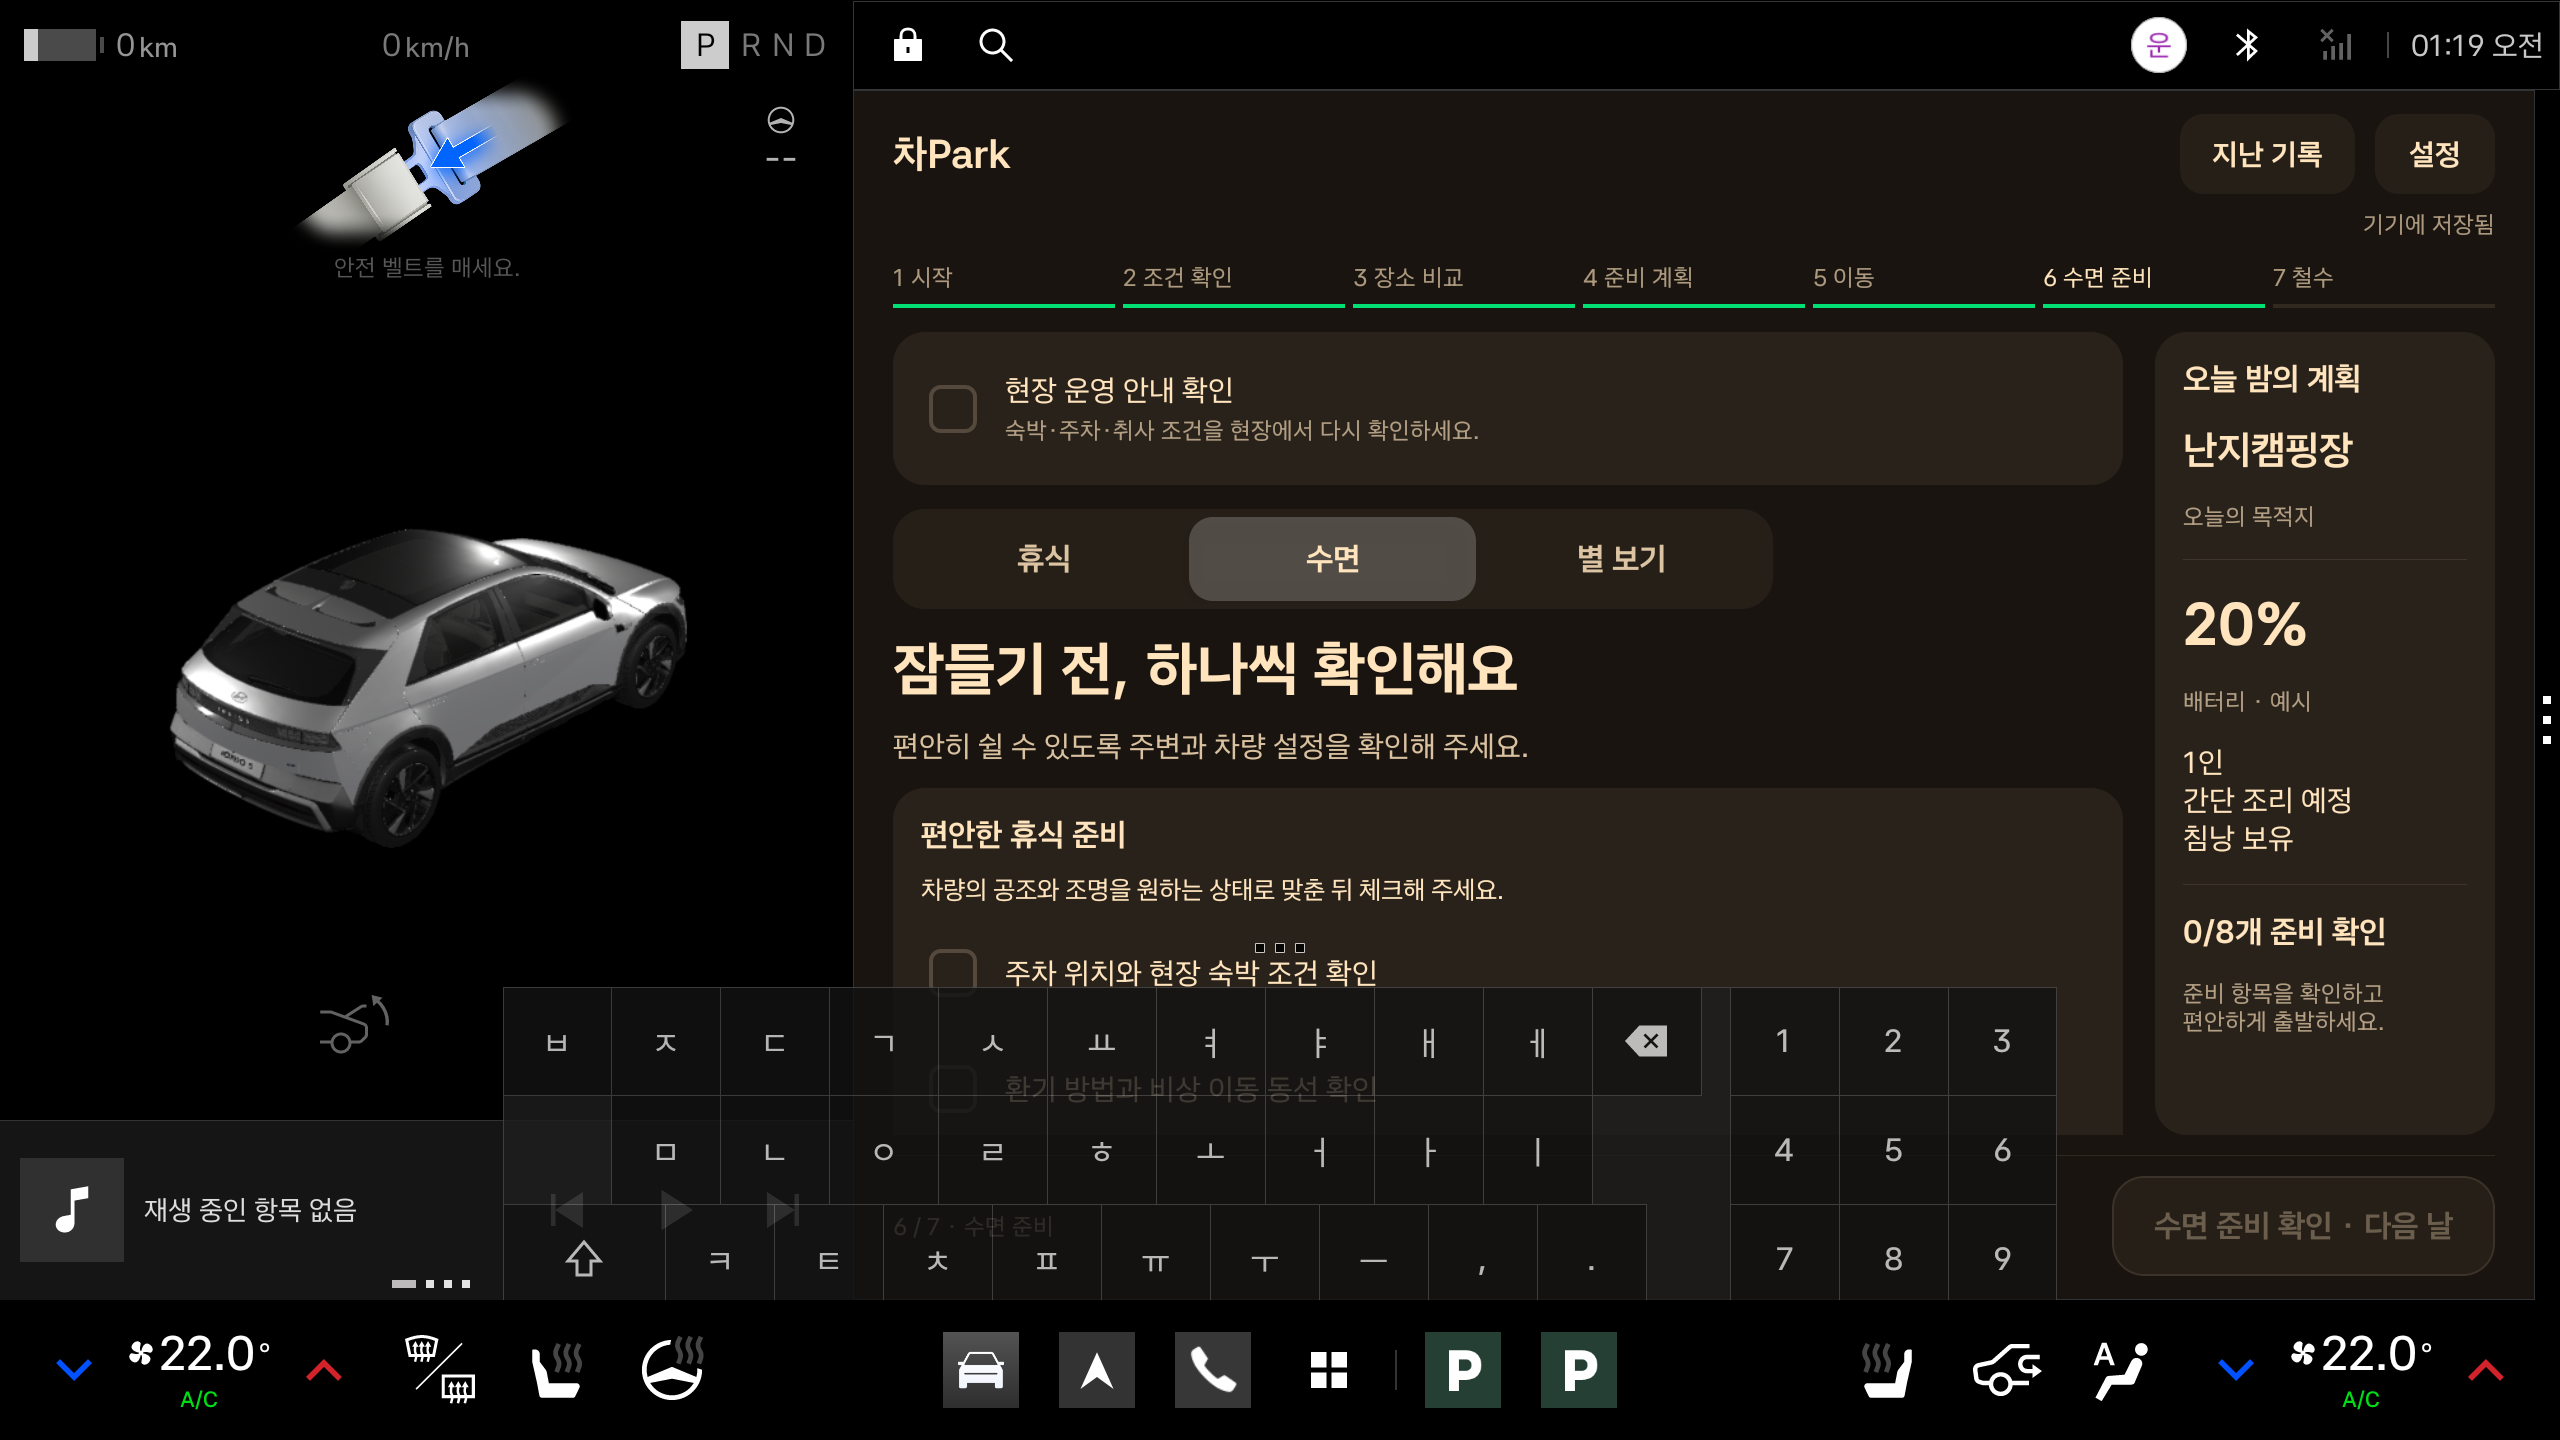 0 km
0 km/h
P R N D
운
01:19 오전
--
안전 벨트를 매세요.
차Park
지난 기록
설정
기기에 저장됨
1 시작
2 조건 확인
3 장소 비교
4 준비 계획
5 이동
6 수면 준비
7 철수
현장 운영 안내 확인
숙박·주차·취사 조건을 현장에서 다시 확인하세요.
휴식
수면
별 보기
잠들기 전, 하나씩 확인해요
편안히 쉴 수 있도록 주변과 차량 설정을 확인해 주세요.
편안한 휴식 준비
차량의 공조와 조명을 원하는 상태로 맞춘 뒤 체크해 주세요.
주차 위치와 현장 숙박 조건 확인
환기 방법과 비상 이동 동선 확인
6 / 7 · 수면 준비
오늘 밤의 계획
난지캠핑장
오늘의 목적지
20%
배터리 · 예시
1인
간단 조리 예정
침낭 보유
0/8개 준비 확인
준비 항목을 확인하고
편안하게 출발하세요.
수면 준비 확인 · 다음 날
ㅂ ㅈ ㄷ ㄱ ㅅ ㅛ ㅕ ㅑ ㅐ ㅔ 1 2 3
ㅁ ㄴ ㅇ ㄹ ㅎ ㅗ ㅓ ㅏ ㅣ 4 5 6
ㅋ ㅌ ㅊ ㅍ ㅠ ㅜ ㅡ , . 7 8 9
재생 중인 항목 없음
22.0°
A/C
P
P
A
22.0°
A/C